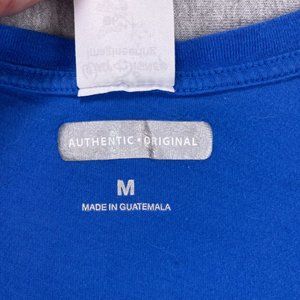 AUTHENTIC • ORIGINAL
M
MADE IN GUATEMALA